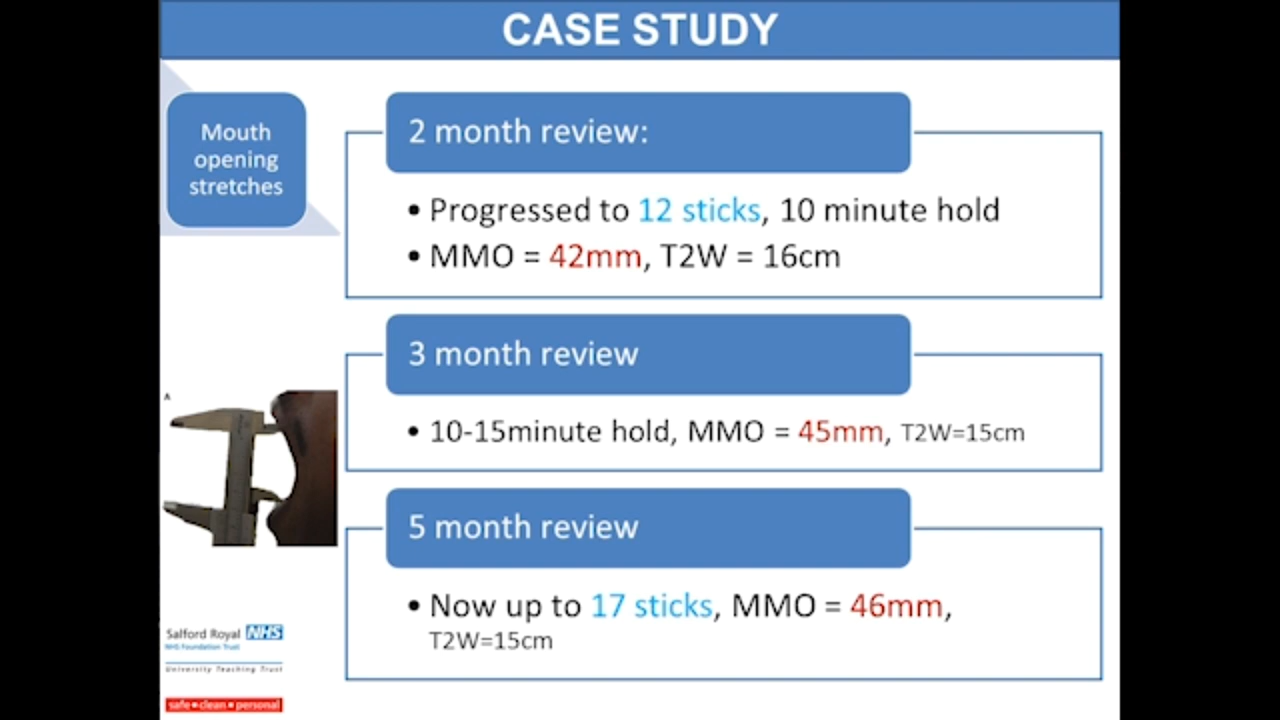 CASE STUDY
Mouth
opening
stretches
2 month review:
• Progressed to 12 sticks, 10 minute hold
• MMO = 42mm, T2W = 16cm
3 month review
• 10-15minute hold, MMO = 45mm, T2W=15cm
A
5 month review
• Now up to 17 sticks, MMO = 46mm,
T2W=15cm
Salford Royal NHS
NHS Foundation Trust
University Teaching Trust
safe • clean • personal